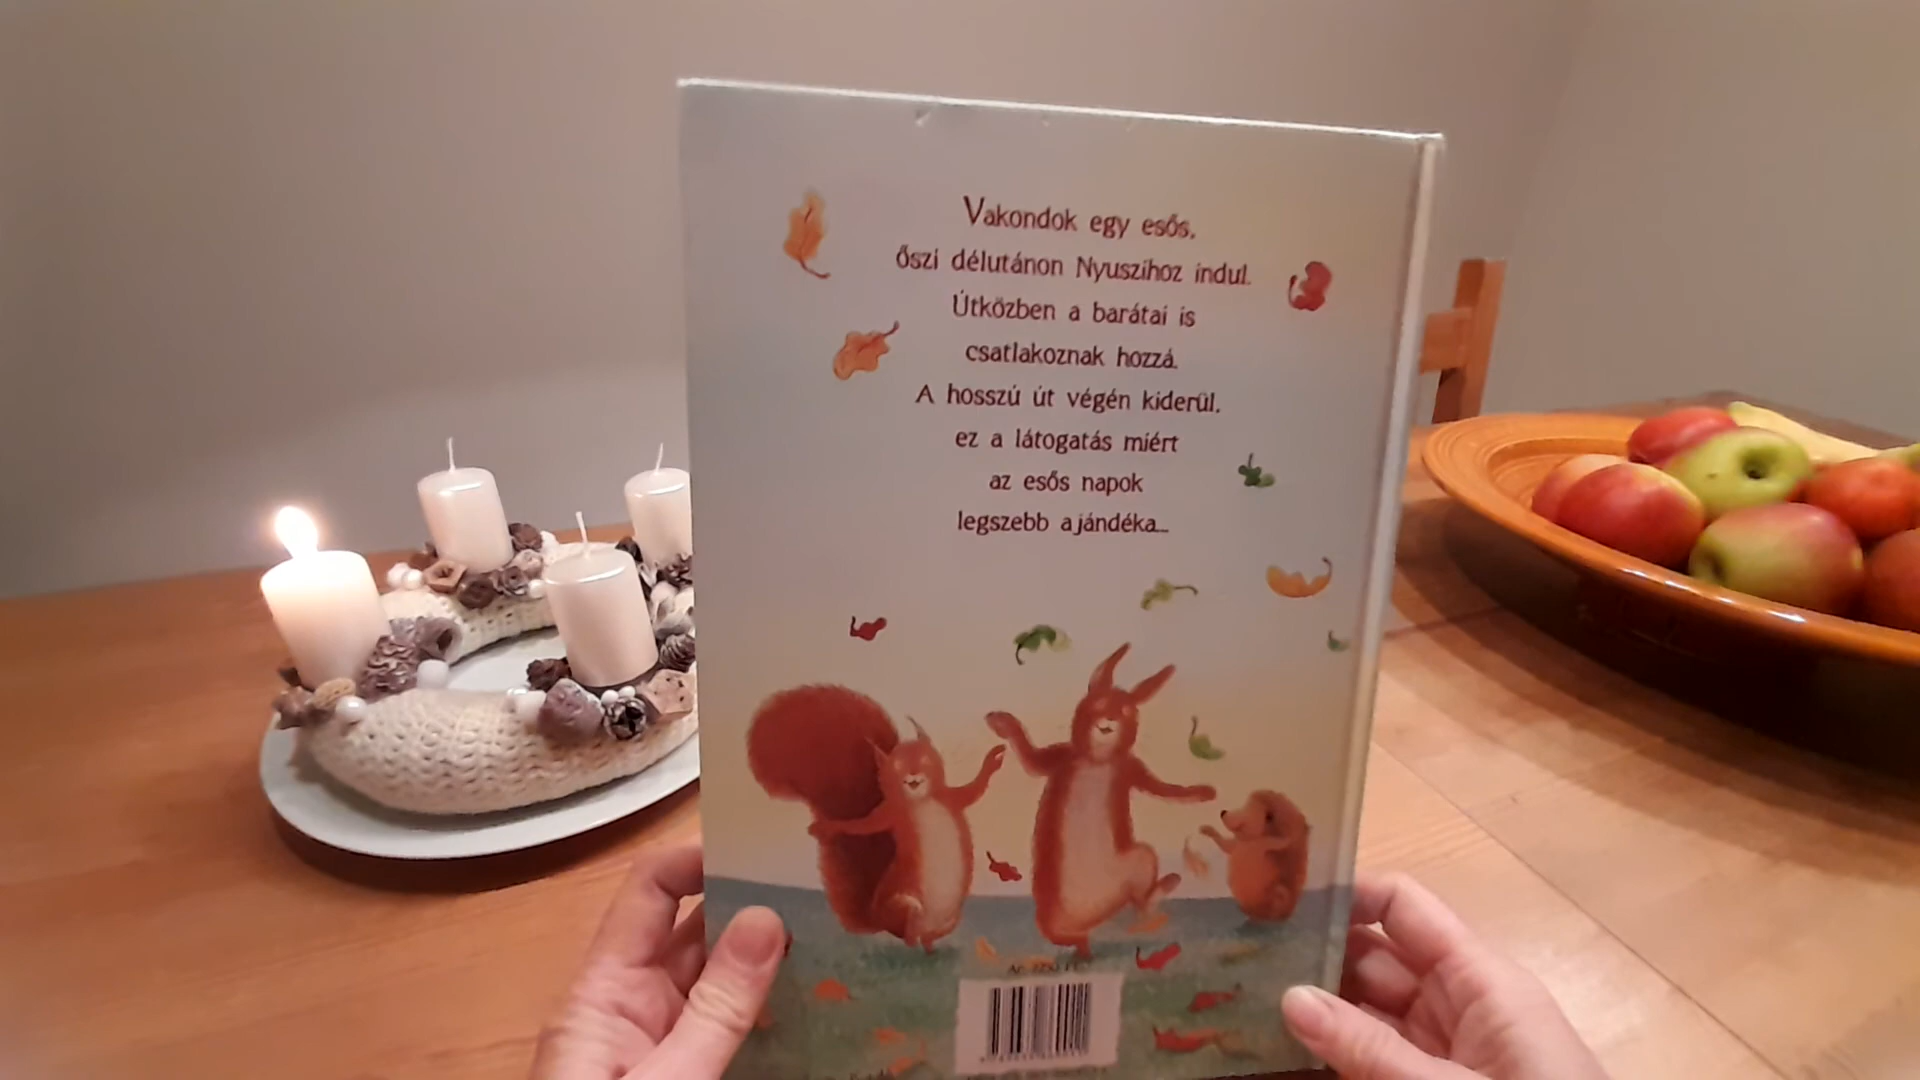 Vakondok egy esős,
őszi délutánon Nyuszihoz indul.
Útközben a barátai is
csatlakoznak hozzá.
A hosszú út végén kiderül,
ez a látogatás miért
az esős napok
legszebb ajándéka...